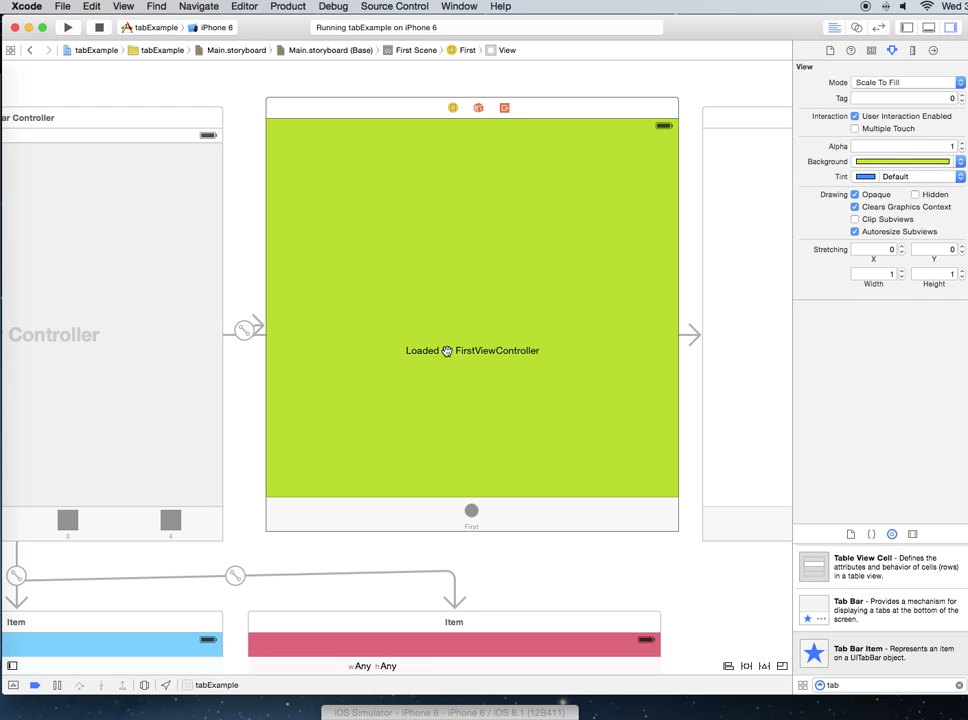 Xcode File Edit View Find Navigate Editor Product Debug Source Control Window Help Wed 3
tabExample iPhone 6 Running tabExample on iPhone 6
tabExample tabExample Main.storyboard Main.storyboard (Base) First Scene First View
View
Mode Scale To Fill
Tag 0
Interaction User Interaction Enabled
Multiple Touch
Alpha 1
Background
Tint Default
Drawing Opaque Hidden
Clears Graphics Context
Clip Subviews
Autoresize Subviews
Stretching 0 0
X Y
1 1
Width Height
ar Controller
Controller
3 4
Loaded FirstViewController
First
Item
Item
wAny hAny
Table View Cell - Defines the
attributes and behavior of cells (rows)
in a table view.
Tab Bar - Provides a mechanism for
displaying a tabs at the bottom of the
screen.
Tab Bar Item - Represents an item
on a UITabBar object.
tabExample
tab
iOS Simulator - iPhone 6 - iPhone 6 / iOS 8.1 (12B411)